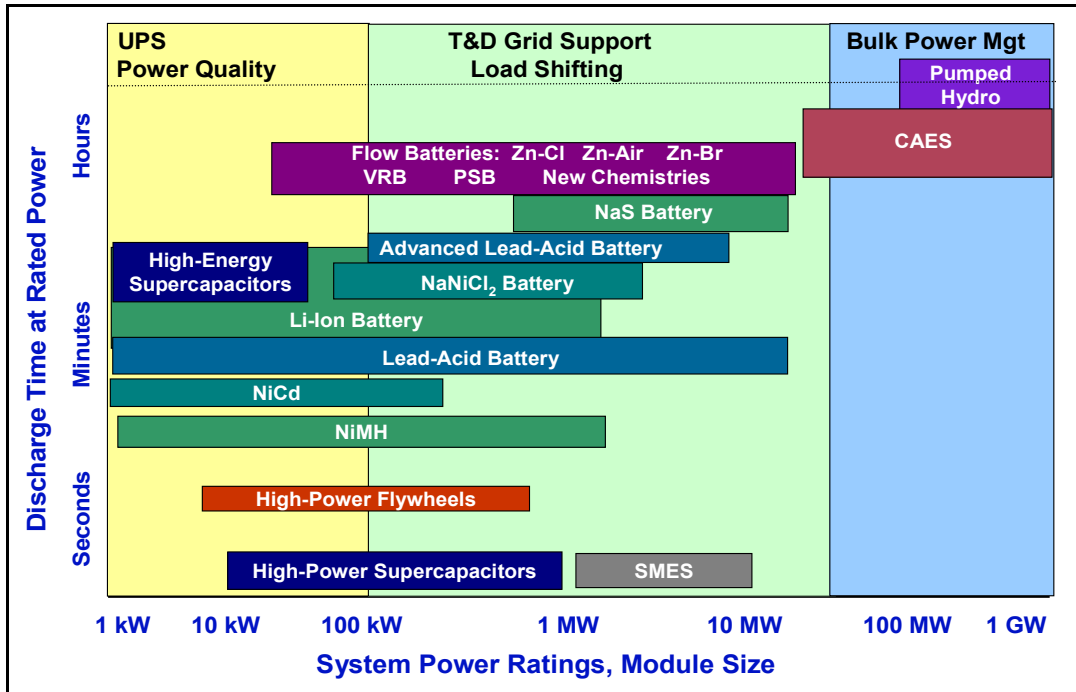 UPS
Power Quality
T&D Grid Support
Load Shifting
Bulk Power Mgt
Pumped
Hydro
CAES
Flow Batteries: Zn-Cl Zn-Air Zn-Br
VRB PSB New Chemistries
NaS Battery
Advanced Lead-Acid Battery
High-Energy
Supercapacitors
NaNiCl₂ Battery
Li-Ion Battery
Lead-Acid Battery
NiCd
NiMH
High-Power Flywheels
High-Power Supercapacitors
SMES
Discharge Time at Rated Power
Hours
Minutes
Seconds
1 kW 10 kW 100 kW 1 MW 10 MW 100 MW 1 GW
System Power Ratings, Module Size